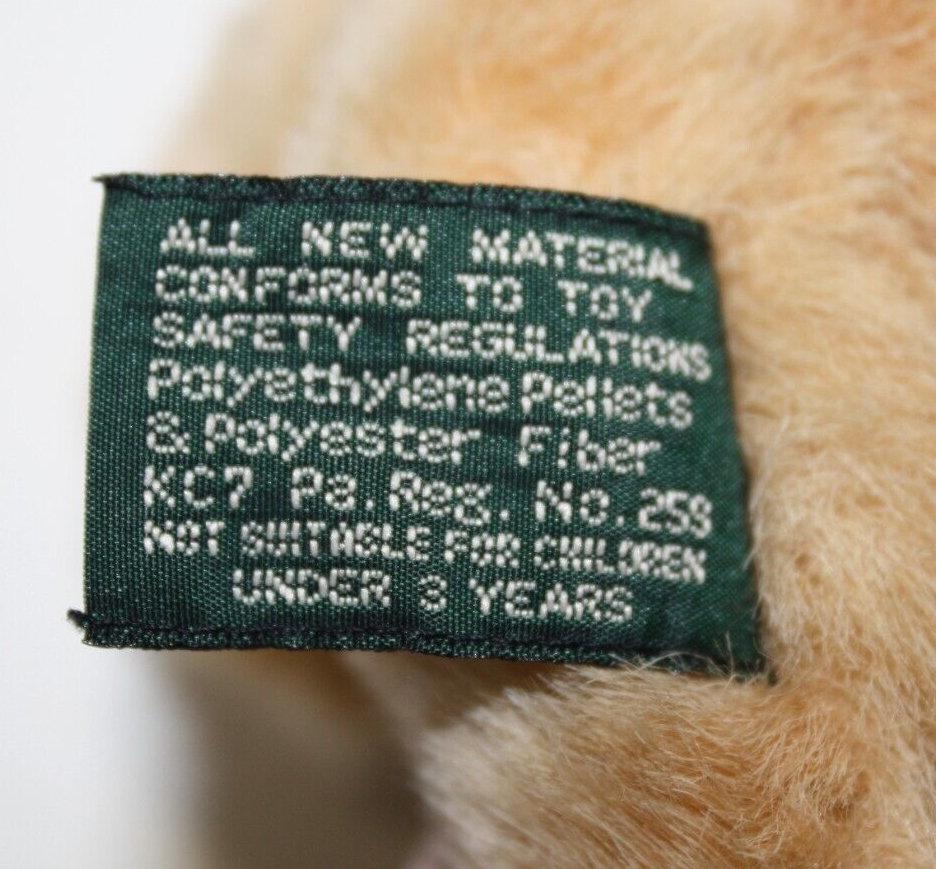 ALL NEW MATERIAL
CONFORMS TO TOY
SAFETY REGULATIONS
Polyethylene Pellets
& Polyester Fiber
KC7 Pa. Reg. No. 253
NOT SUITABLE FOR CHILDREN
UNDER 3 YEARS